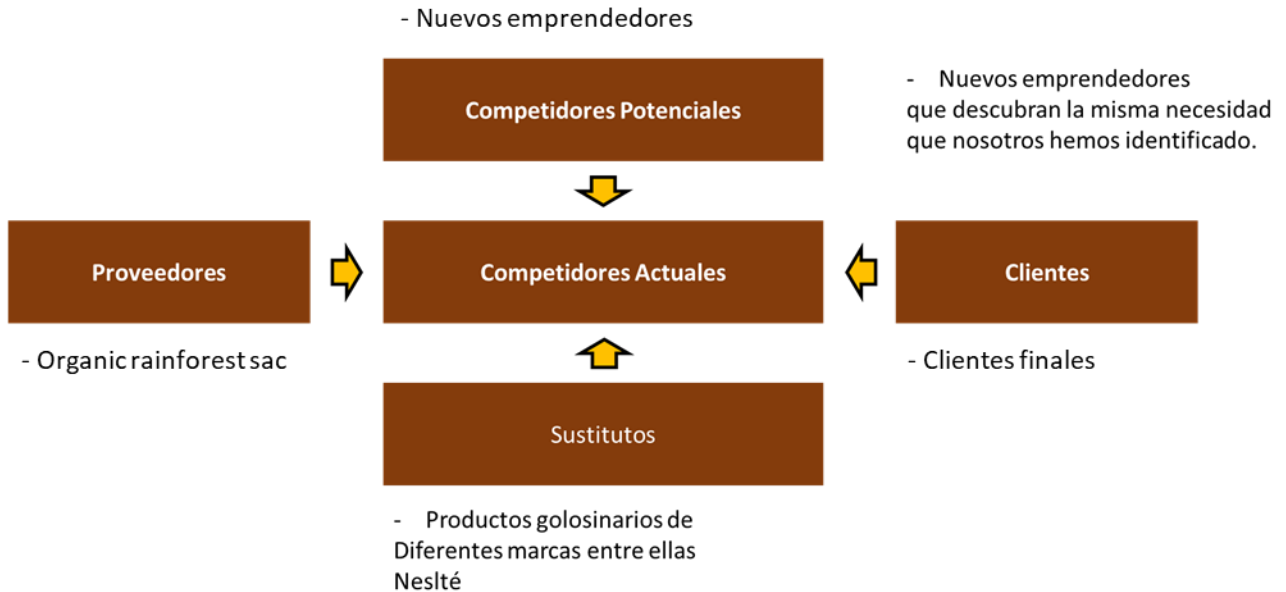 - Nuevos emprendedores
Competidores Potenciales
- Nuevos emprendedores
que descubran la misma necesidad
que nosotros hemos identificado.
Proveedores
Competidores Actuales
Clientes
- Organic rainforest sac
- Clientes finales
Sustitutos
- Productos golosinarios de
Diferentes marcas entre ellas
Neslté